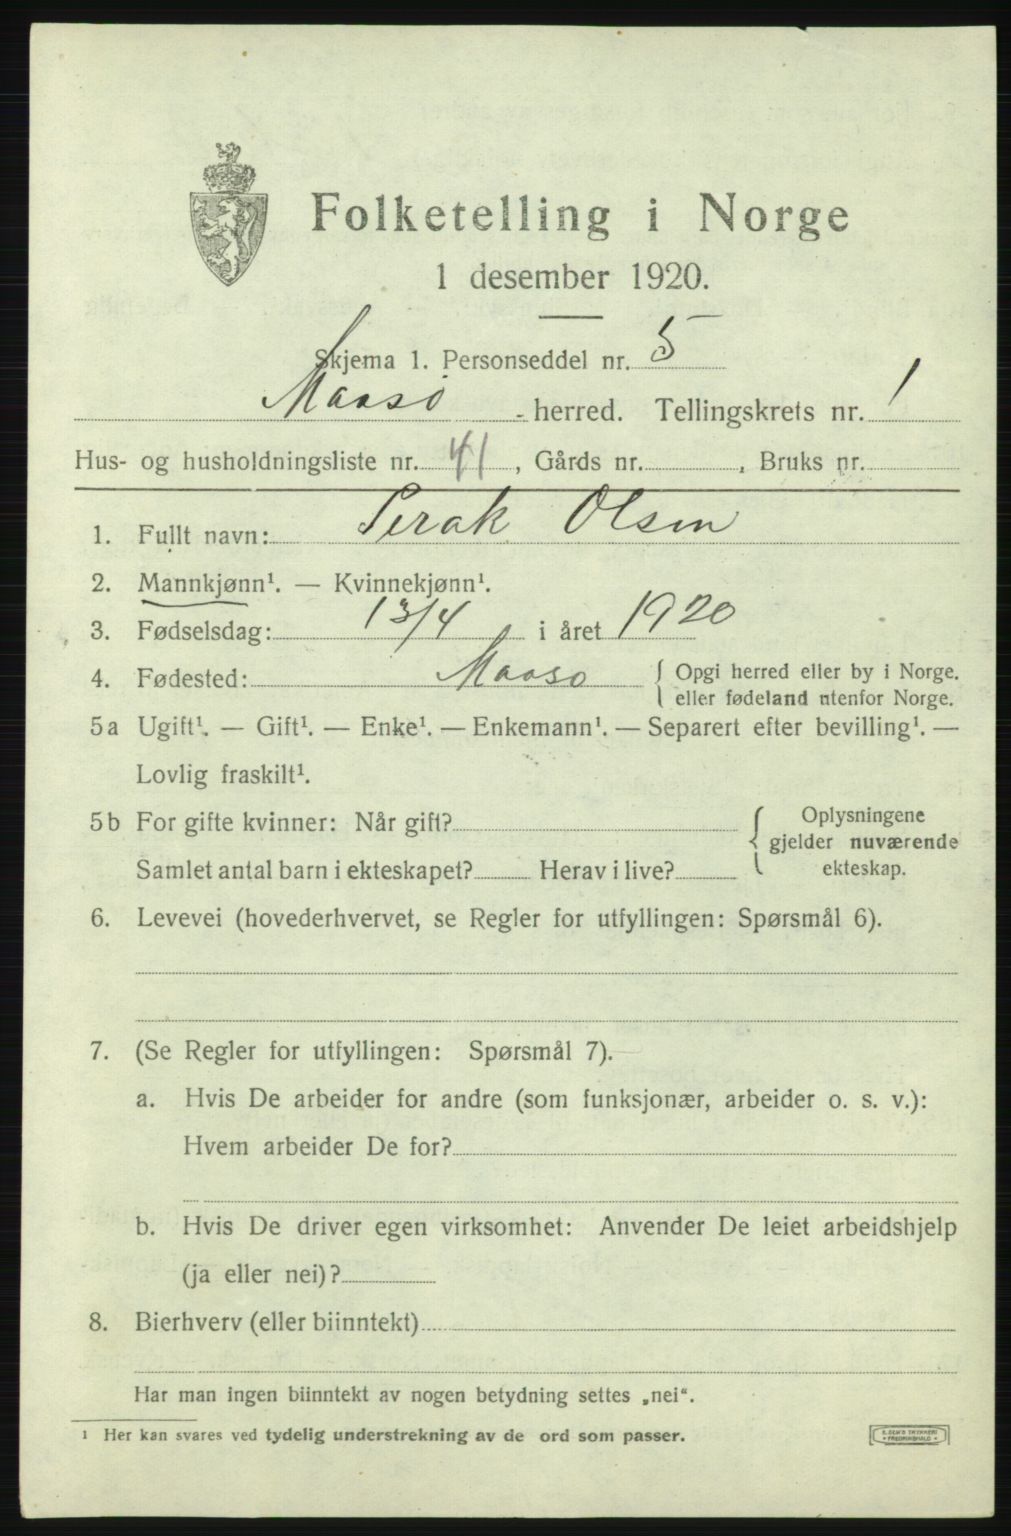 Folketelling i Norge
1 desember 1920.
Skjema 1. Personseddel nr. 5
Maasø - herred. Tellingskrets nr. 1
Hus- og husholdningsliste nr. 41, Gårds nr. , Bruks nr.
1. Fullt navn: Perak Olsen
2. Mannkjønn¹. — Kvinnekjønn¹.
3. Fødselsdag: 13/4 i året 1920
4. Fødested: Maaso { Opgi herred eller by i Norge.
eller fødeland utenfor Norge.
5a Ugift¹. — Gift¹. — Enke¹. — Enkemann¹. — Separert efter bevilling¹. —
Lovlig fraskilt¹.
5b For gifte kvinner: Når gift? { Oplysningene
gjelder nuværende
Samlet antal barn i ekteskapet? Herav i live? ekteskap.
6. Levevei (hovederhvervet, se Regler for utfyllingen: Spørsmål 6).
7. (Se Regler for utfyllingen: Spørsmål 7).
a. Hvis De arbeider for andre (som funksjonær, arbeider o. s. v.):
Hvem arbeider De for?
b. Hvis De driver egen virksomhet: Anvender De leiet arbeidshjelp
(ja eller nei)?
8. Bierhverv (eller biinntekt)
Har man ingen biinntekt av nogen betydning settes „nei“.
¹ Her kan svares ved tydelig understrekning av de ord som passer.
FREDRIKSHALD